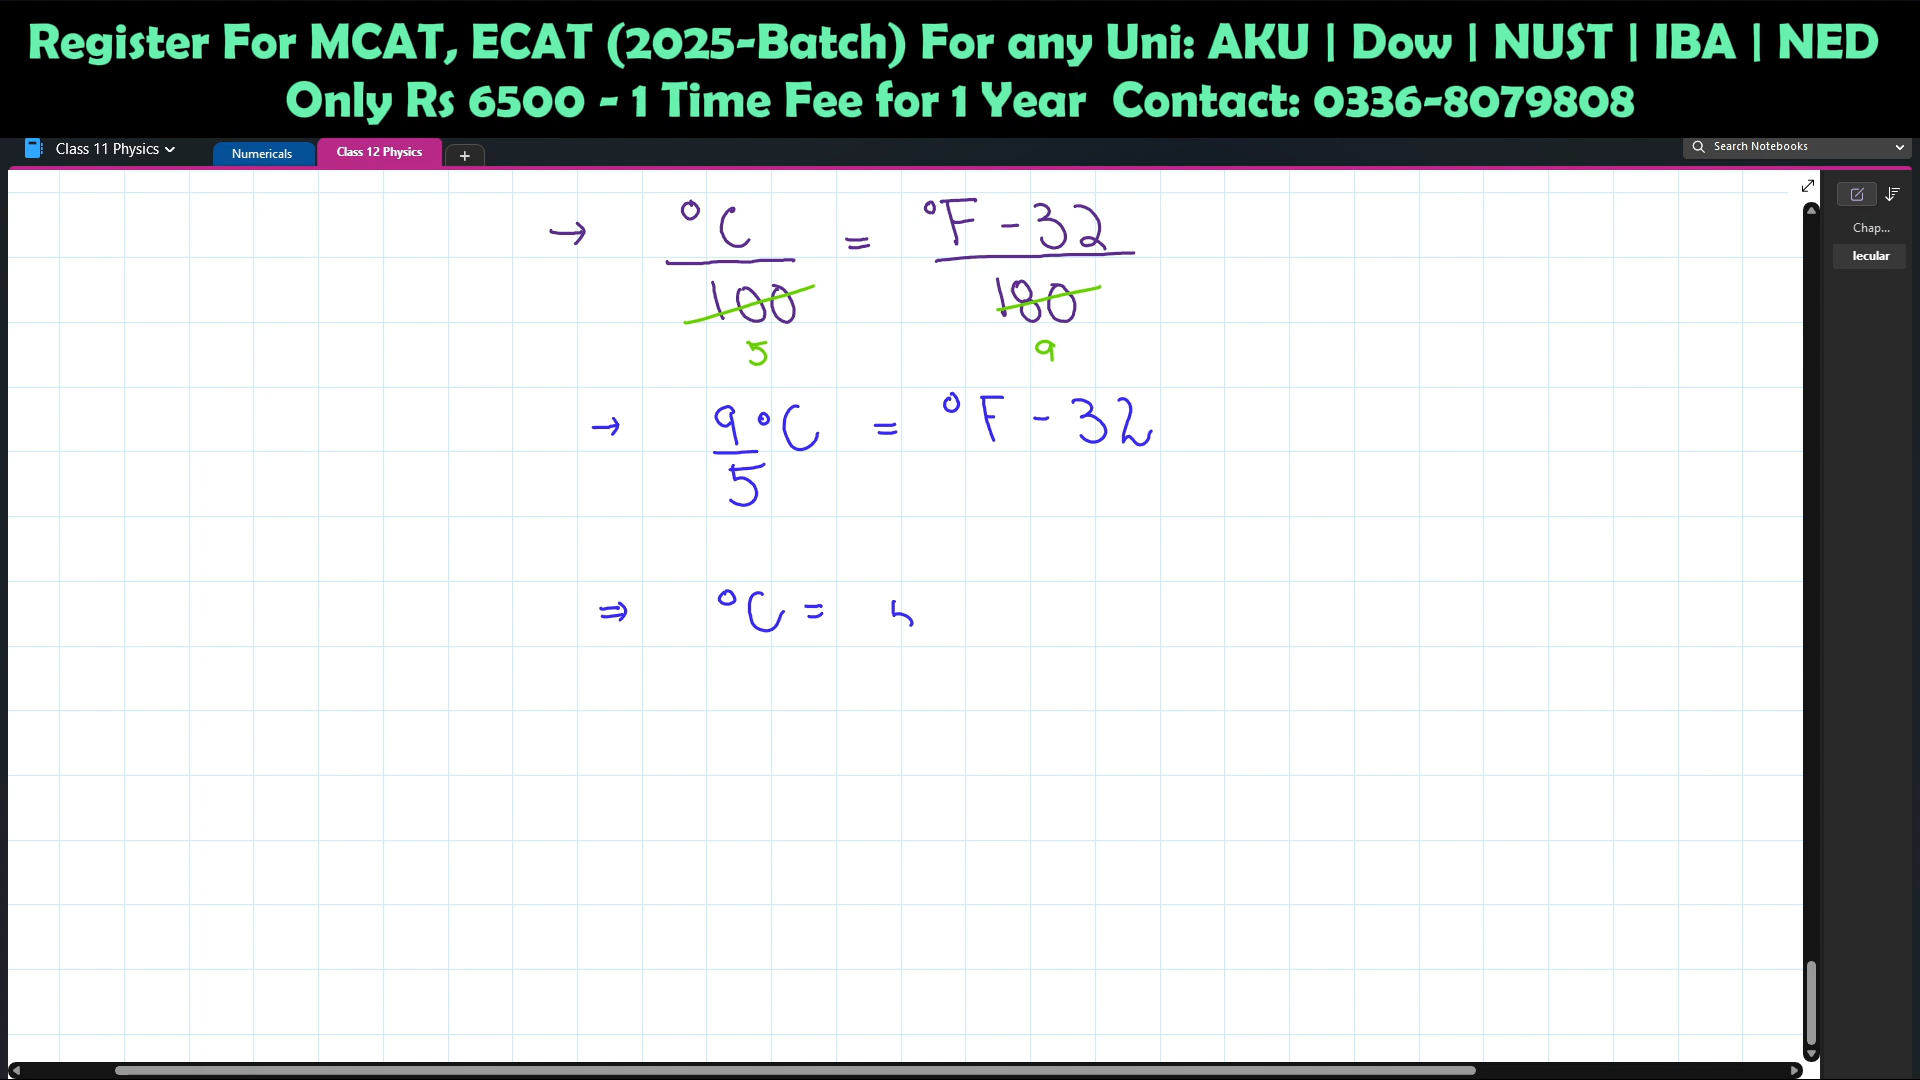 Register For MCAT, ECAT (2025-Batch) For any Uni: AKU | Dow | NUST | IBA | NED
Only Rs 6500 - 1 Time Fee for 1 Year Contact: 0336-8079808
Class 11 Physics
Numericals
Class 12 Physics
+
Search Notebooks
Chap...
lecular
→ °C/100 = °F - 32/180
5 9
→ 9/5 °C = °F - 32
⇒ °C =